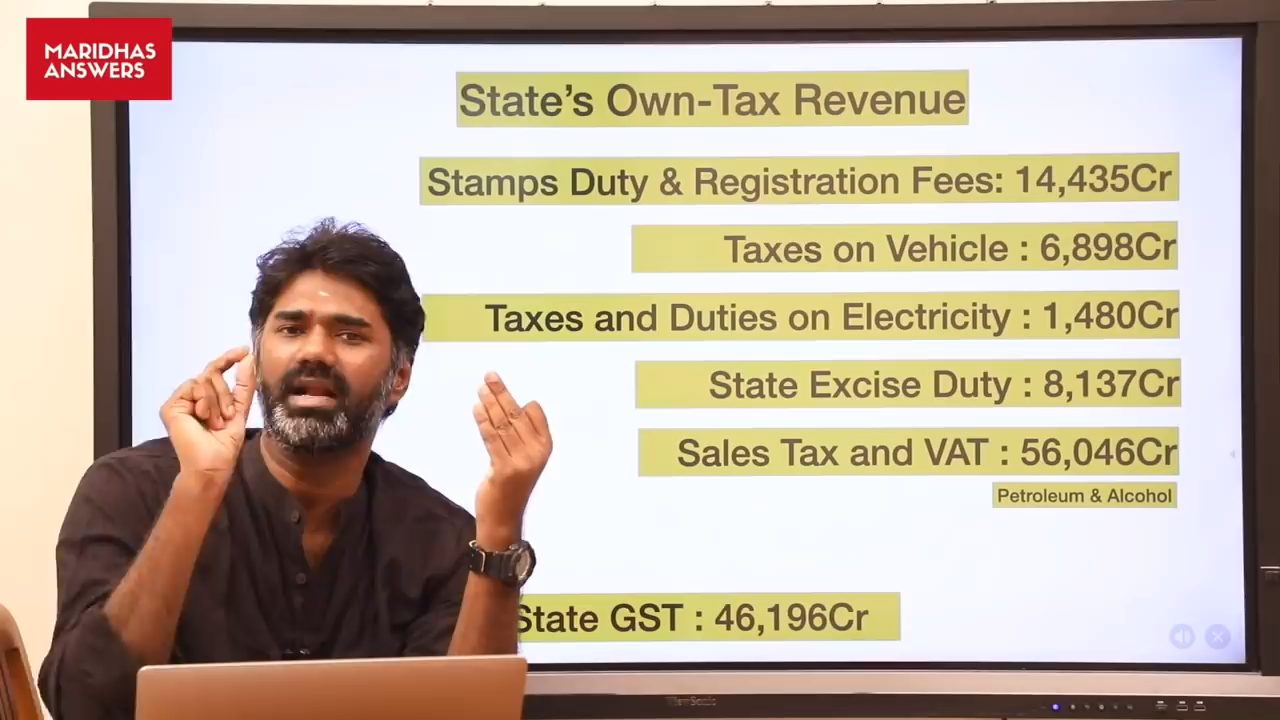 MARIDHAS
ANSWERS
State's Own-Tax Revenue
Stamps Duty & Registration Fees: 14,435Cr
Taxes on Vehicle : 6,898Cr
Taxes and Duties on Electricity : 1,480Cr
State Excise Duty : 8,137Cr
Sales Tax and VAT : 56,046Cr
Petroleum & Alcohol
State GST : 46,196Cr
ViewSonic